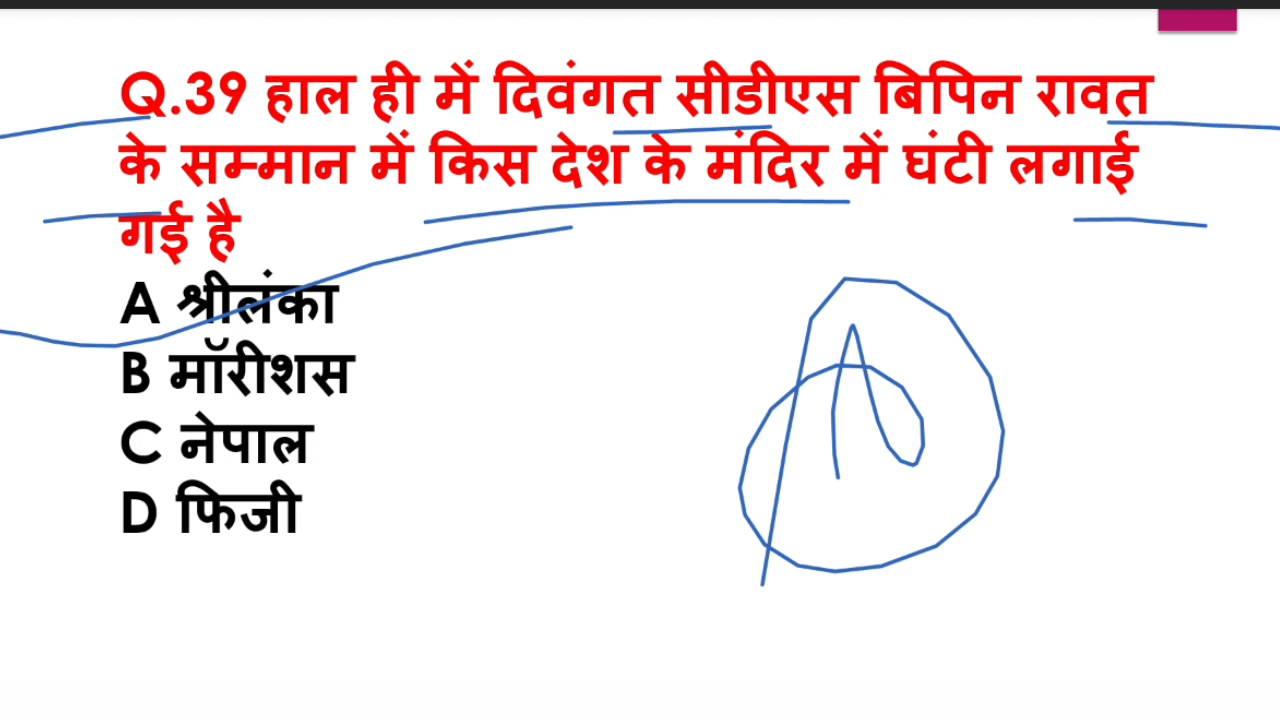 Q.39 हाल ही में दिवंगत सीडीएस बिपिन रावत
के सम्मान में किस देश के मंदिर में घंटी लगाई
गई है
A श्रीलंका
B मॉरीशस
C नेपाल
D फिजी